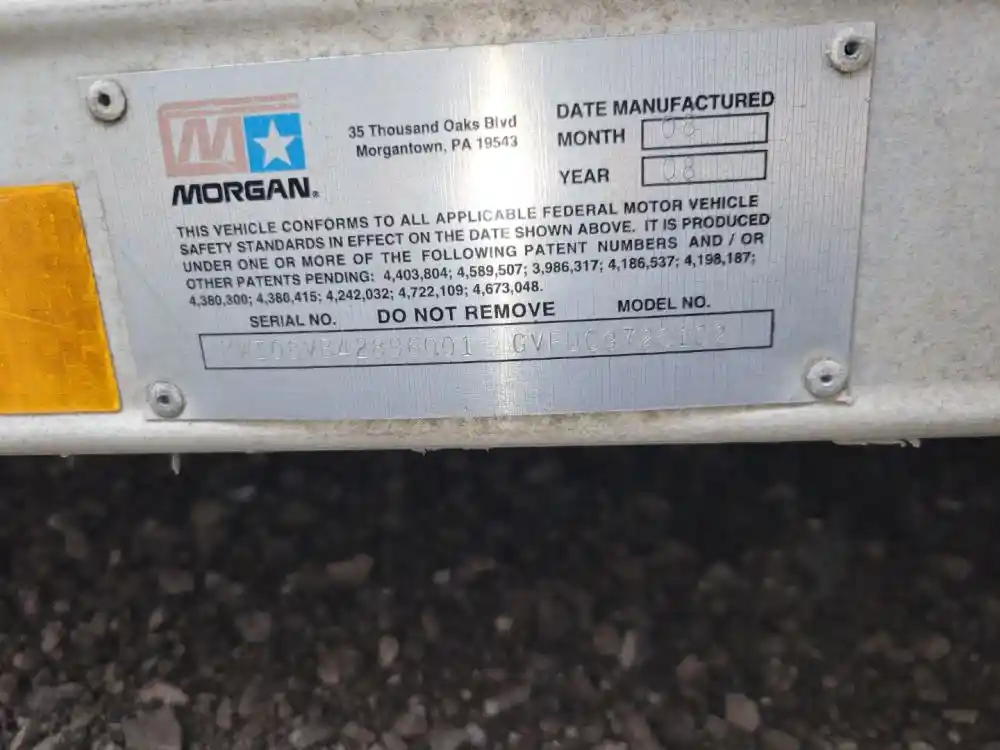 MORGAN®
35 Thousand Oaks Blvd
Morgantown, PA 19543
DATE MANUFACTURED
MONTH 08
YEAR 08
THIS VEHICLE CONFORMS TO ALL APPLICABLE FEDERAL MOTOR VEHICLE
SAFETY STANDARDS IN EFFECT ON THE DATE SHOWN ABOVE. IT IS PRODUCED
UNDER ONE OR MORE OF THE FOLLOWING PATENT NUMBERS AND / OR
OTHER PATENTS PENDING: 4,403,804; 4,589,507; 3,986,317; 4,186,537; 4,198,187;
4,380,300; 4,380,415; 4,242,032; 4,722,109; 4,673,048.
SERIAL NO. DO NOT REMOVE MODEL NO.